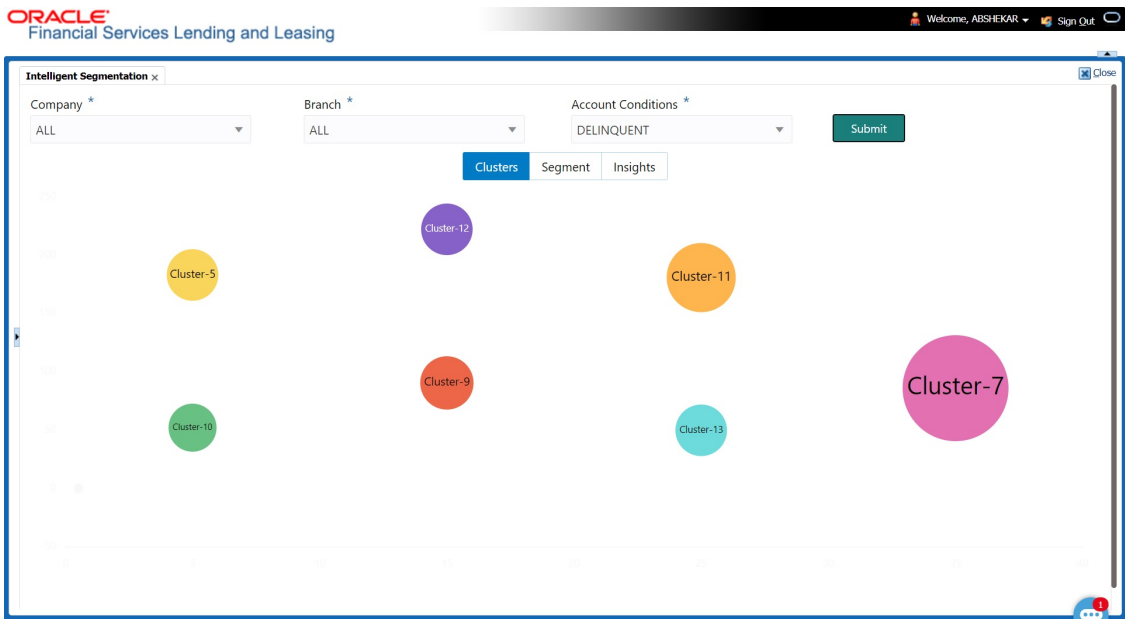 ORACLE
Financial Services Lending and Leasing
Welcome, ABSHEKAR
Sign Out
Intelligent Segmentation x
Close
Company *
Branch *
Account Conditions *
ALL
ALL
DELINQUENT
Submit
Clusters
Segment
Insights
Cluster-12
Cluster-5
Cluster-11
Cluster-9
Cluster-7
Cluster-10
Cluster-13
1